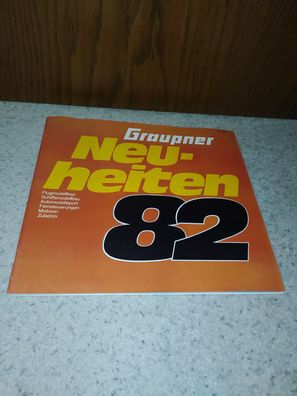 Graupner
Neu-
heiten
82
Flugmodellbau
Schiffsmodellbau
Automodellsport
Fernsteuerungen
Motoren
Zubehör